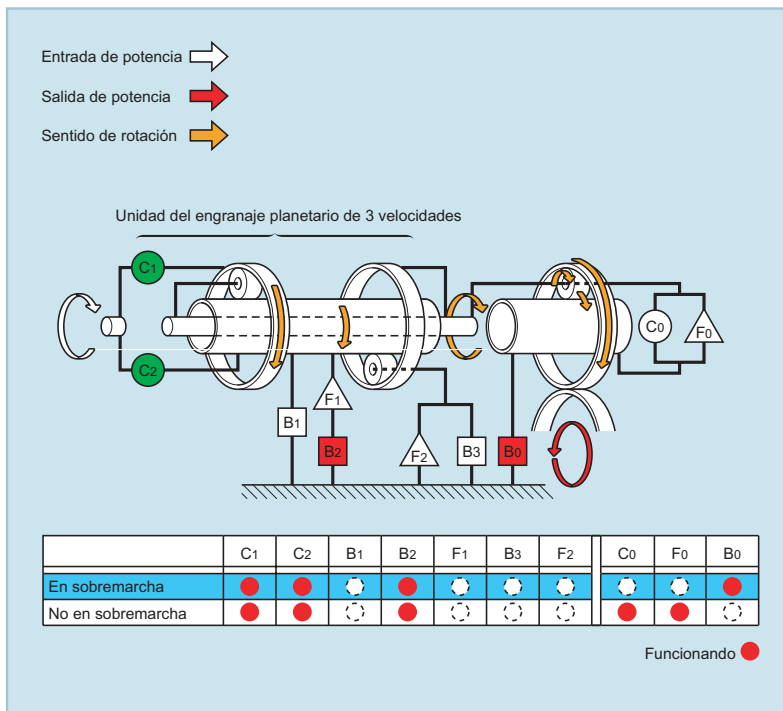 Entrada de potencia
Salida de potencia
Sentido de rotación
Unidad del engranaje planetario de 3 velocidades
C1
C2
C0
F0
F1
B1
B2
F2
B3
B0
C1 C2 B1 B2 F1 B3 F2 C0 F0 B0
En sobremarcha
No en sobremarcha
Funcionando